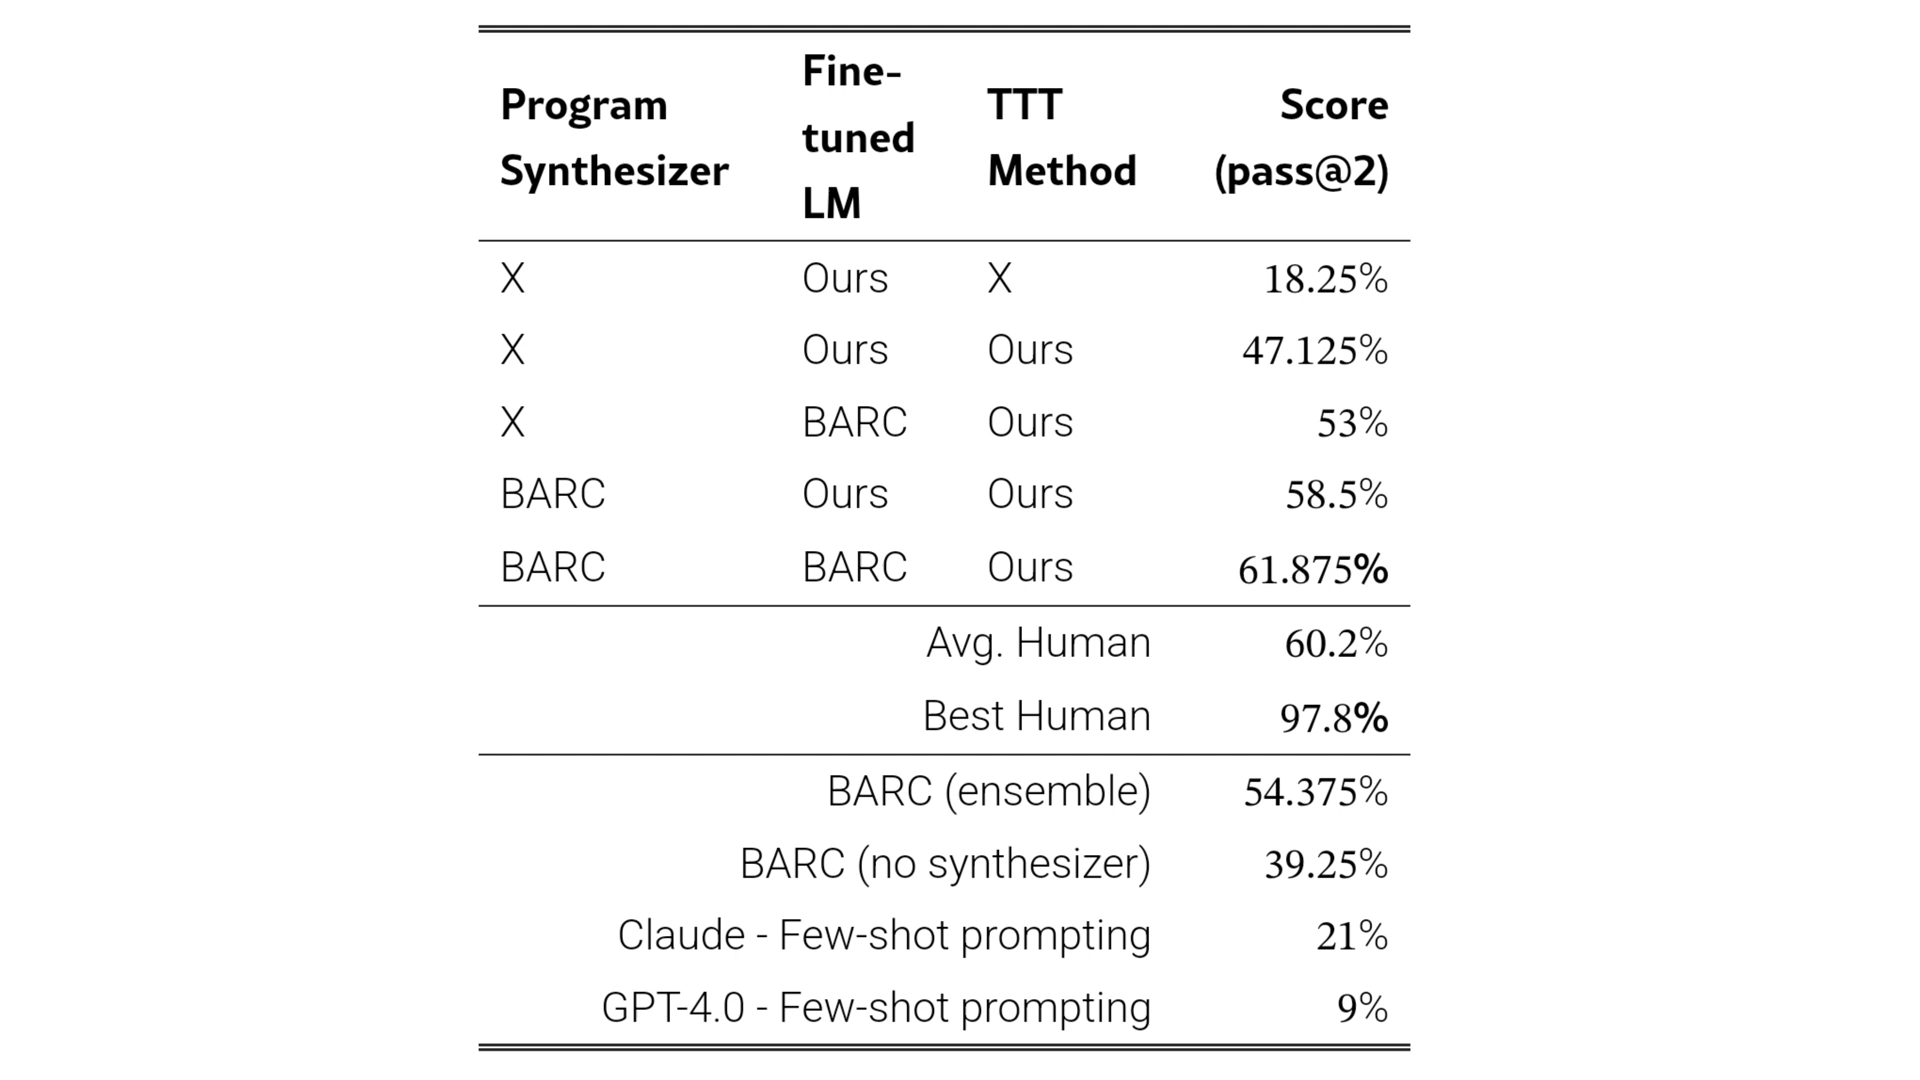 Program Synthesizer Fine-tuned LM TTT Method Score (pass@2)
X Ours X 18.25%
X Ours Ours 47.125%
X BARC Ours 53%
BARC Ours Ours 58.5%
BARC BARC Ours 61.875%
Avg. Human 60.2%
Best Human 97.8%
BARC (ensemble) 54.375%
BARC (no synthesizer) 39.25%
Claude - Few-shot prompting 21%
GPT-4.0 - Few-shot prompting 9%